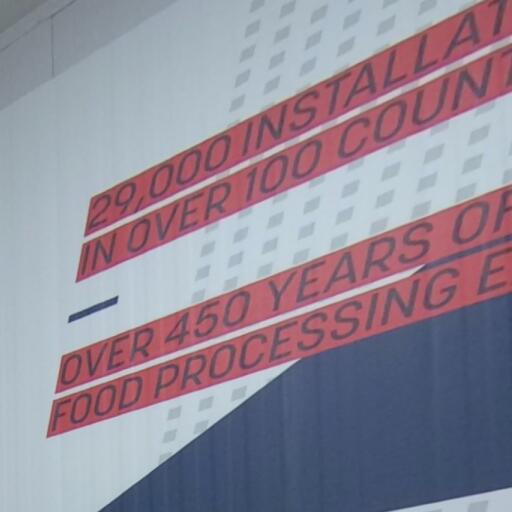 29,000 INSTALLAT
IN OVER 100 COUNT
OVER 450 YEARS OF
FOOD PROCESSING E